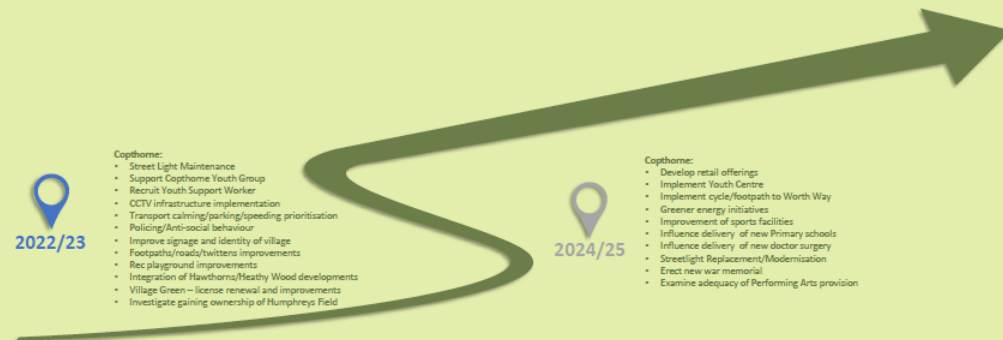 2022/23
Copthorne:
• Street Light Maintenance
• Support Copthorne Youth Group
• Recruit Youth Support Worker
• CCTV infrastructure implementation
• Transport calming/parking/speeding prioritisation
• Policing/Anti-social behaviour
• Improve signage and identity of village
• Footpaths/roads/twittens improvements
• Rec playground improvements
• Integration of Hawthorns/Heathy Wood developments
• Village Green – license renewal and improvements
• Investigate gaining ownership of Humphreys Field
2024/25
Copthorne:
• Develop retail offerings
• Implement Youth Centre
• Implement cycle/footpath to Worth Way
• Greener energy initiatives
• Improvement of sports facilities
• Influence delivery of new Primary schools
• Influence delivery of new doctor surgery
• Streetlight Replacement/Modernisation
• Erect new war memorial
• Examine adequacy of Performing Arts provision